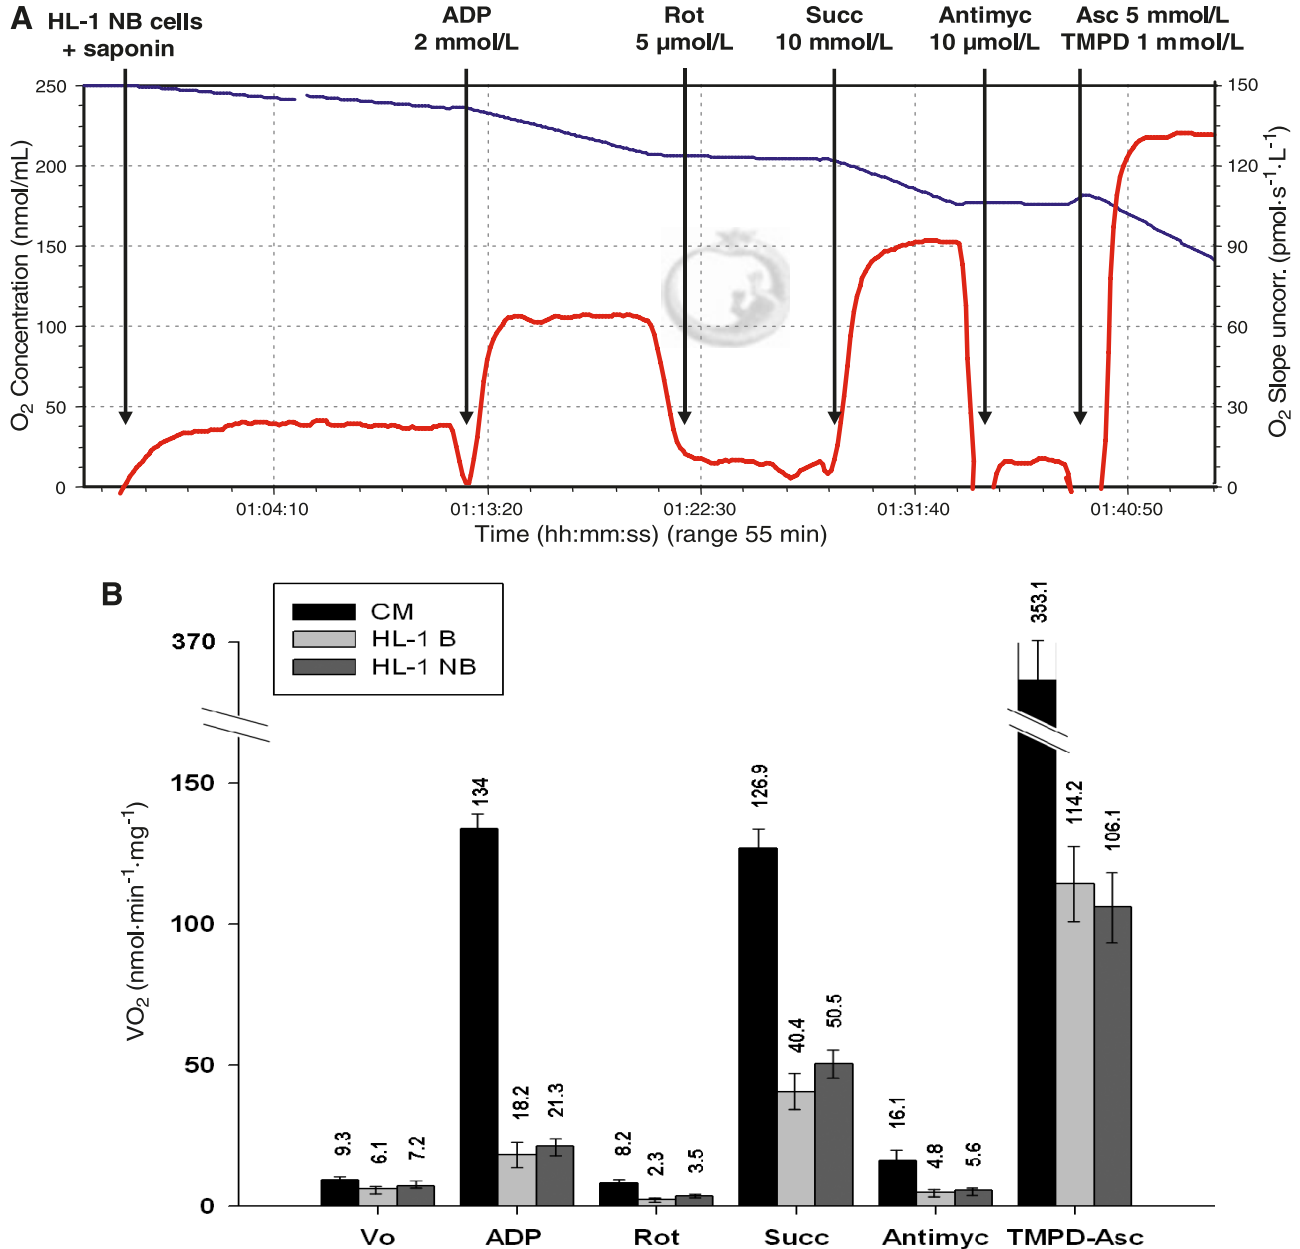 A
HL-1 NB cells
+ saponin
ADP
2 mmol/L
Rot
5 µmol/L
Succ
10 mmol/L
Antimyc
10 µmol/L
Asc 5 mmol/L
TMPD 1 mmol/L
O₂ Concentration (nmol/mL)
250
200
150
100
50
0
150
120
90
60
30
0
O₂ Slope uncorr. (pmol·s⁻¹·L⁻¹)
01:04:10
01:13:20
01:22:30
01:31:40
01:40:50
Time (hh:mm:ss) (range 55 min)
B
CM
HL-1 B
HL-1 NB
VO₂ (nmol·min⁻¹·mg⁻¹)
370
150
100
50
0
9.3
6.1
7.2
134
18.2
21.3
8.2
2.3
3.5
126.9
40.4
50.5
16.1
4.8
5.6
353.1
114.2
106.1
Vo
ADP
Rot
Succ
Antimyc
TMPD-Asc